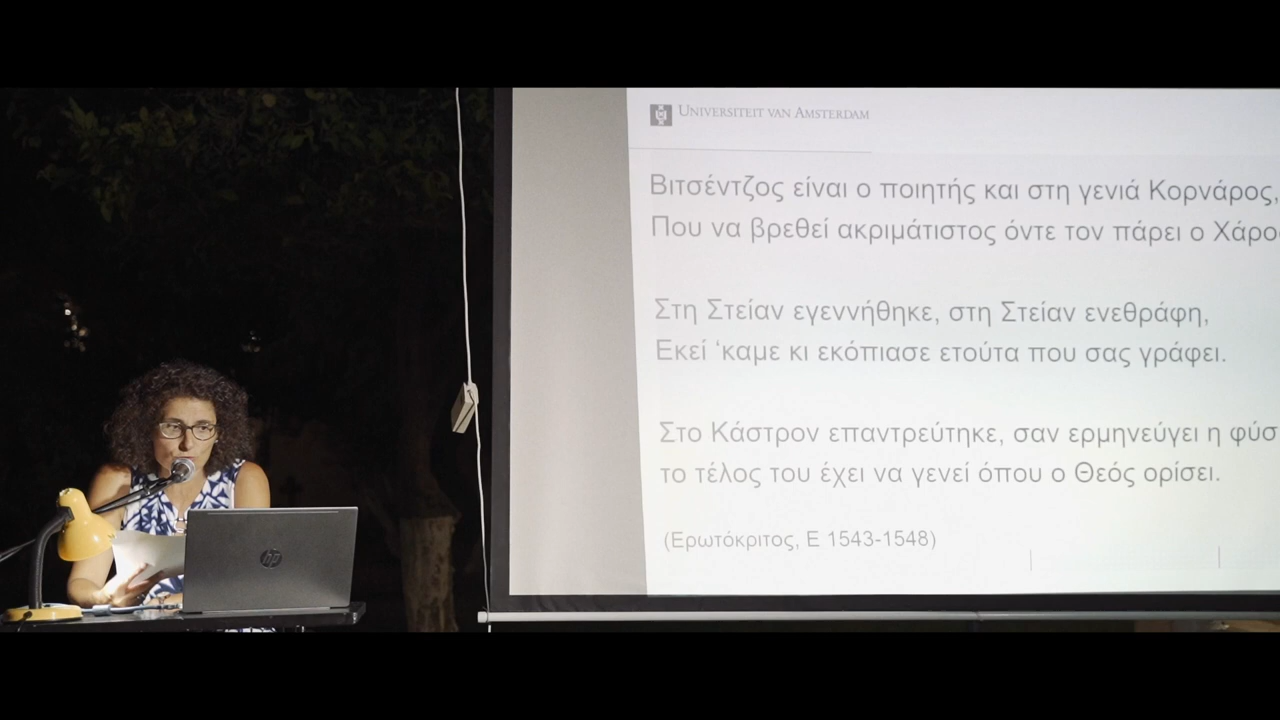 UNIVERSITEIT VAN AMSTERDAM
Βιτσέντζος είναι ο ποιητής και στη γενιά Κορνάρος,
Που να βρεθεί ακριμάτιστος όντε τον πάρει ο
Στη Στείαν εγεννήθηκε, στη Στείαν ενεθράφη,
Εκεί ‘καμε κι εκόπιασε ετούτα που σας γράφει.
Στο Κάστρον επαντρεύτηκε, σαν ερμηνεύγει η
το τέλος του έχει να γενεί όπου ο Θεός ορίσει.
(Ερωτόκριτος, Ε 1543-1548)
hp